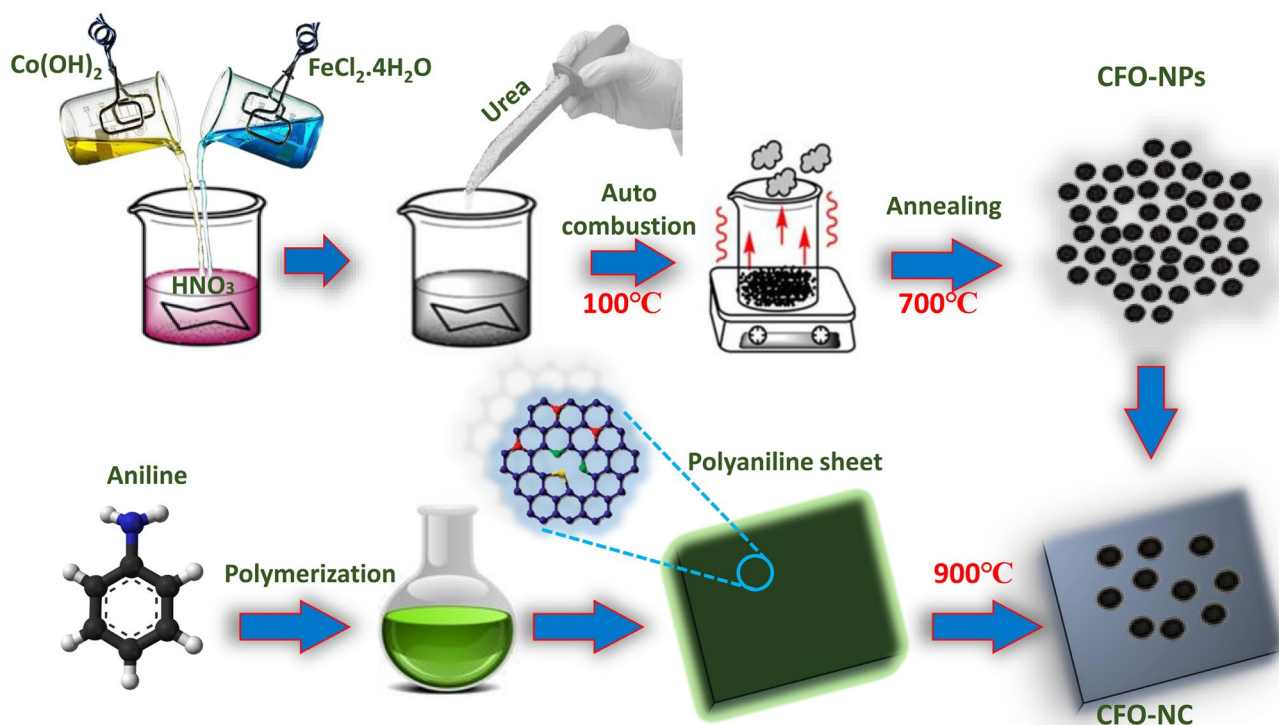 Co(OH)₂
FeCl₂.4H₂O
HNO₃
Urea
Auto
combustion
100℃
Annealing
700℃
CFO-NPs
Aniline
Polymerization
Polyaniline sheet
900℃
CFO-NC